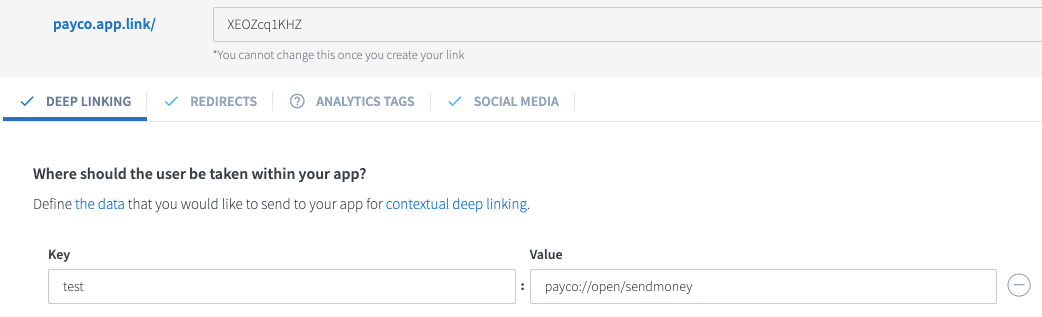 payco.app.link/ XEOZcq1KHZ
*You cannot change this once you create your link
DEEP LINKING REDIRECTS ANALYTICS TAGS SOCIAL MEDIA
Where should the user be taken within your app?
Define the data that you would like to send to your app for contextual deep linking.
Key Value
test : payco://open/sendmoney